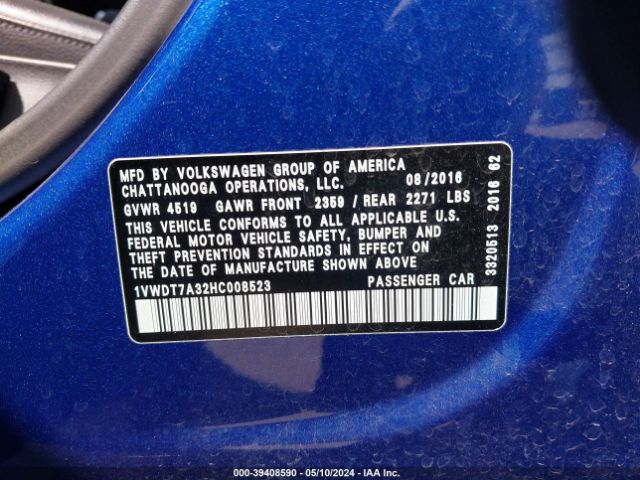 MFD BY VOLKSWAGEN GROUP OF AMERICA
CHATTANOOGA OPERATIONS, LLC. 08/2016
GVWR 4519 GAWR FRONT 2359 / REAR 2271 LBS
THIS VEHICLE CONFORMS TO ALL APPLICABLE U.S.
FEDERAL MOTOR VEHICLE SAFETY, BUMPER AND
THEFT PREVENTION STANDARDS IN EFFECT ON
THE DATE OF MANUFACTURE SHOWN ABOVE
1VWDT7A32HC008523 PASSENGER CAR
3320513 2016 62
000-39408590 - 05/10/2024 - IAA Inc.